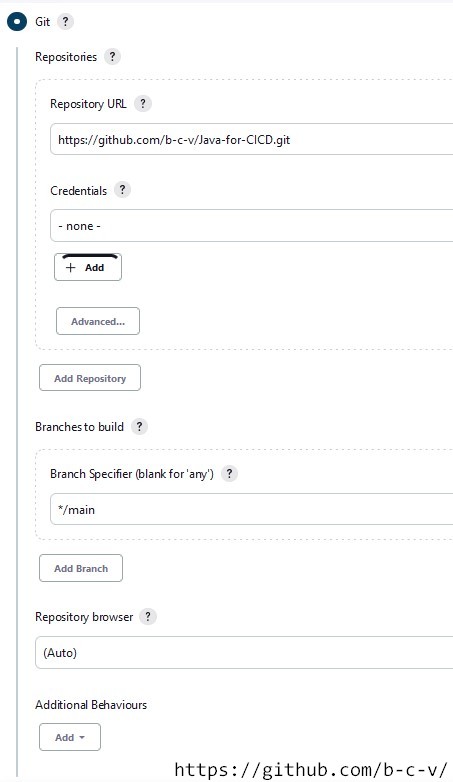 Git ?
Repositories ?
Repository URL ?
https://github.com/b-c-v/Java-for-CICD.git
Credentials ?
- none -
+ Add
Advanced...
Add Repository
Branches to build ?
Branch Specifier (blank for 'any') ?
*/main
Add Branch
Repository browser ?
(Auto)
Additional Behaviours
Add
https://github.com/b-c-v/